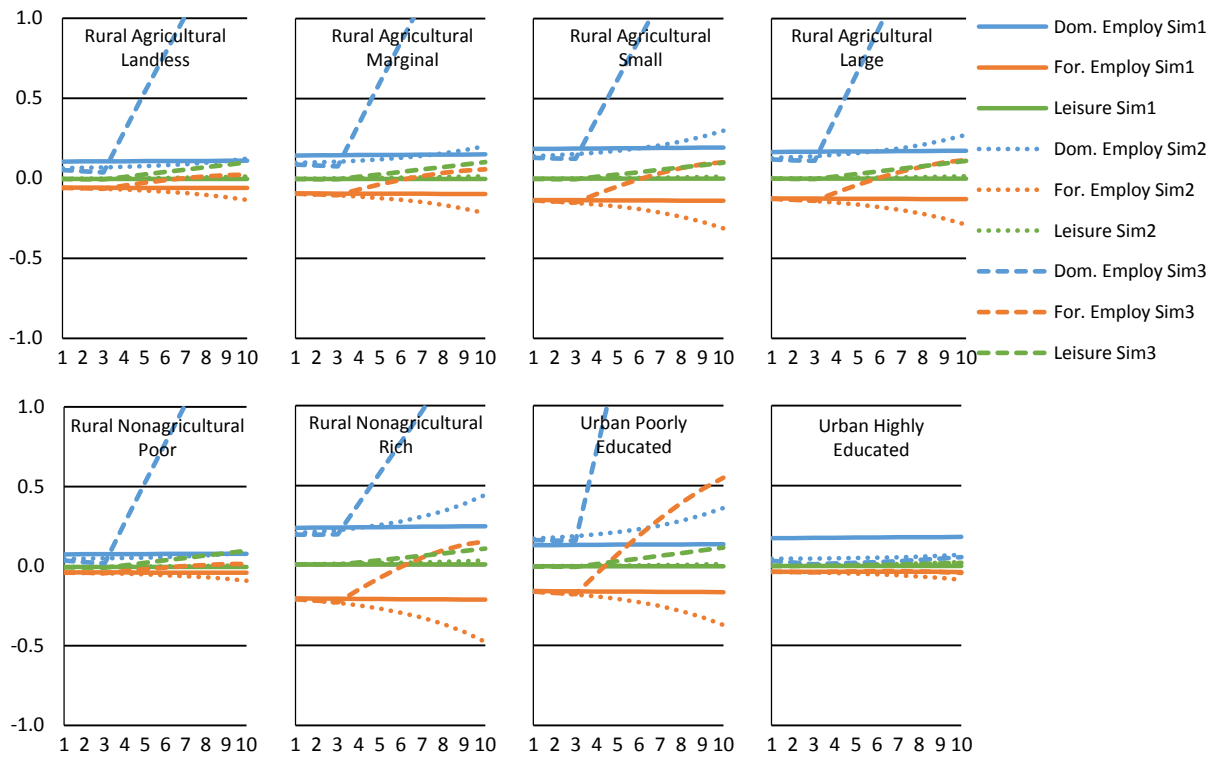 1.0
0.5
0.0
-0.5
-1.0
Rural Agricultural
Landless
Rural Agricultural
Marginal
Rural Agricultural
Small
Rural Agricultural
Large
1 2 3 4 5 6 7 8 9 10
1 2 3 4 5 6 7 8 9 10
1 2 3 4 5 6 7 8 9 10
1 2 3 4 5 6 7 8 9 10
Dom. Employ Sim1
For. Employ Sim1
Leisure Sim1
Dom. Employ Sim2
For. Employ Sim2
Leisure Sim2
Dom. Employ Sim3
For. Employ Sim3
Leisure Sim3
1.0
0.5
0.0
-0.5
-1.0
Rural Nonagricultural
Poor
Rural Nonagricultural
Rich
Urban Poorly
Educated
Urban Highly
Educated
1 2 3 4 5 6 7 8 9 10
1 2 3 4 5 6 7 8 9 10
1 2 3 4 5 6 7 8 9 10
1 2 3 4 5 6 7 8 9 10